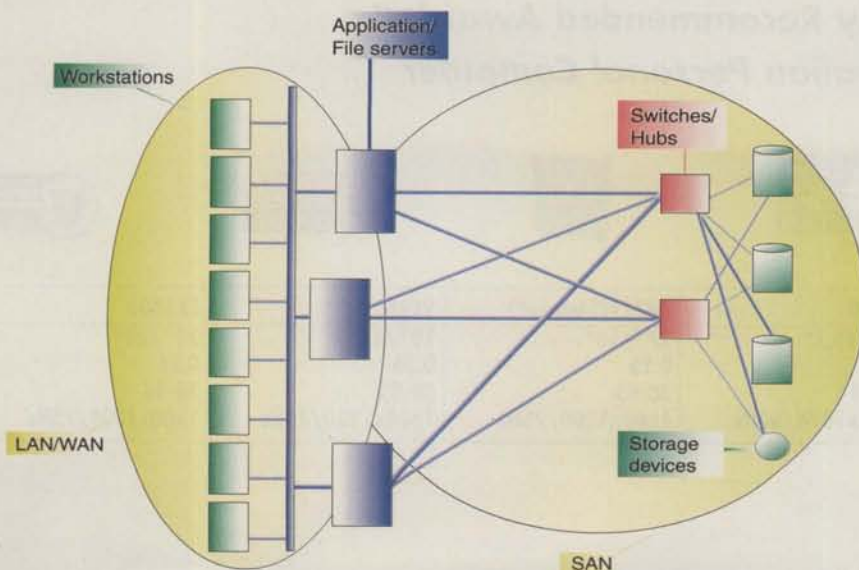 Application/
File servers
Workstations
Switches/
Hubs
LAN/WAN
Storage
devices
SAN